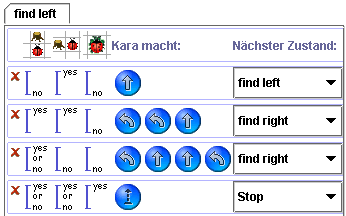 find left
Kara macht: Nächster Zustand:
no yes no find left
yes yes no find right
yes or no no no find right
yes or no yes or no yes Stop